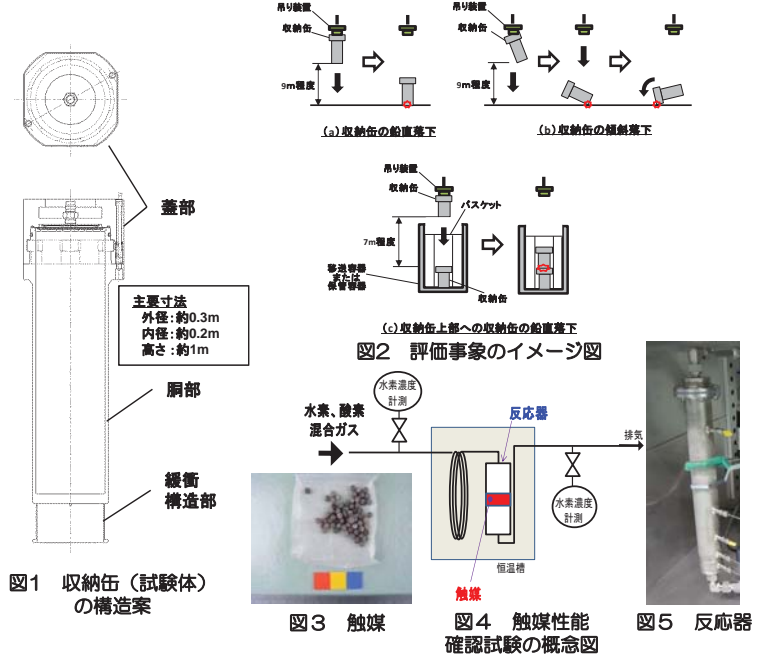 蓋部
主要寸法
外径：約0.3m
内径：約0.2m
高さ：約1m
胴部
緩衝
構造部
図1　収納缶（試験体）
の構造案
吊り装置
収納缶
9m程度
(a)収納缶の鉛直落下
吊り装置
収納缶
9m程度
(b)収納缶の傾斜落下
吊り装置
収納缶
バスケット
7m程度
移送容器
または
保管容器
収納缶
(c)収納缶上部への収納缶の鉛直落下
図2　評価事象のイメージ図
水素、酸素
混合ガス
水素濃度
計測
反応器
排気
水素濃度
計測
恒温槽
触媒
図３　触媒
図４　触媒性能
確認試験の概念図
図５　反応器